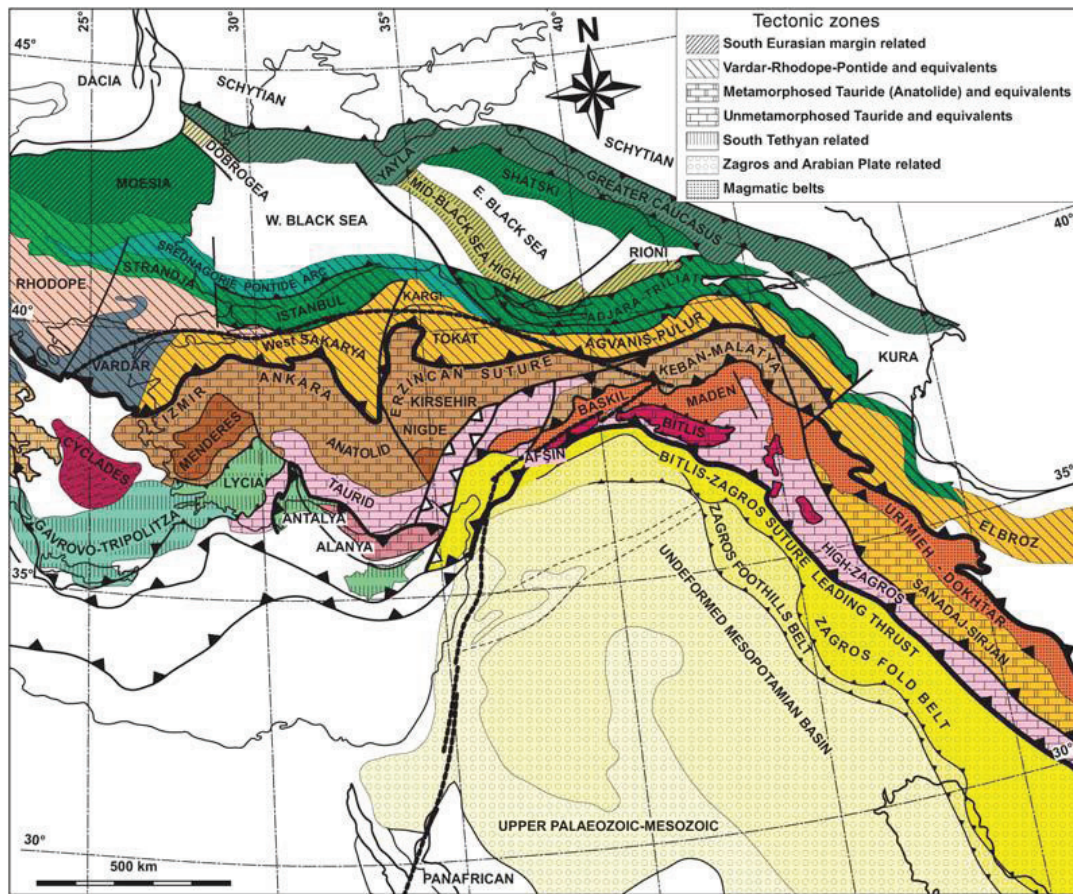 25°
30°
35°
40°
45°
N
Tectonic zones
South Eurasian margin related
Vardar-Rhodope-Pontide and equivalents
Metamorphosed Tauride (Anatolide) and equivalents
Unmetamorphosed Tauride and equivalents
South Tethyan related
Zagros and Arabian Plate related
Magmatic belts
DACIA
SCHYTIAN
SCHYTIAN
DOBROGEA
MOESIA
YAYLA
SHATSKI
GREATER CAUCASUS
40°
W. BLACK SEA
E. BLACK SEA
MID-BLACK SEA HIGH
RIONI
SREDNAGORIE PONTIDE ARC
STRANDJA
RHODOPE
ISTANBUL
KARGI
ADJARA-TRILIAT
40°
VARDAR
West SAKARYA
TOKAT
AGVANIS-PULUR
KURA
IZMIR
ANKARA
ERZINCAN SUTURE
KIRSEHIR
KEBAN-MALATYA
BASKIL
MADEN
MENDERES
NIGDE
CYCLADES
ANATOLID
BITLIS
AFŞIN
35°
LYCIA
TAURID
BITLIS-ZAGROS SUTURE LEADING THRUST
GAVROVO-TRIPOLITZA
ANTALYA
ALANYA
URIMIEH - DOKHTAR
ELBROZ
35°
ZAGROS FOOTHILLS BELT
HIGH-ZAGROS
SANADAJ-SIRJAN
UNDEFORMED MESOPOTAMIAN BASIN
ZAGROS FOLD BELT
30°
UPPER PALAEOZOIC-MESOZOIC
30°
500 km
PANAFRICAN